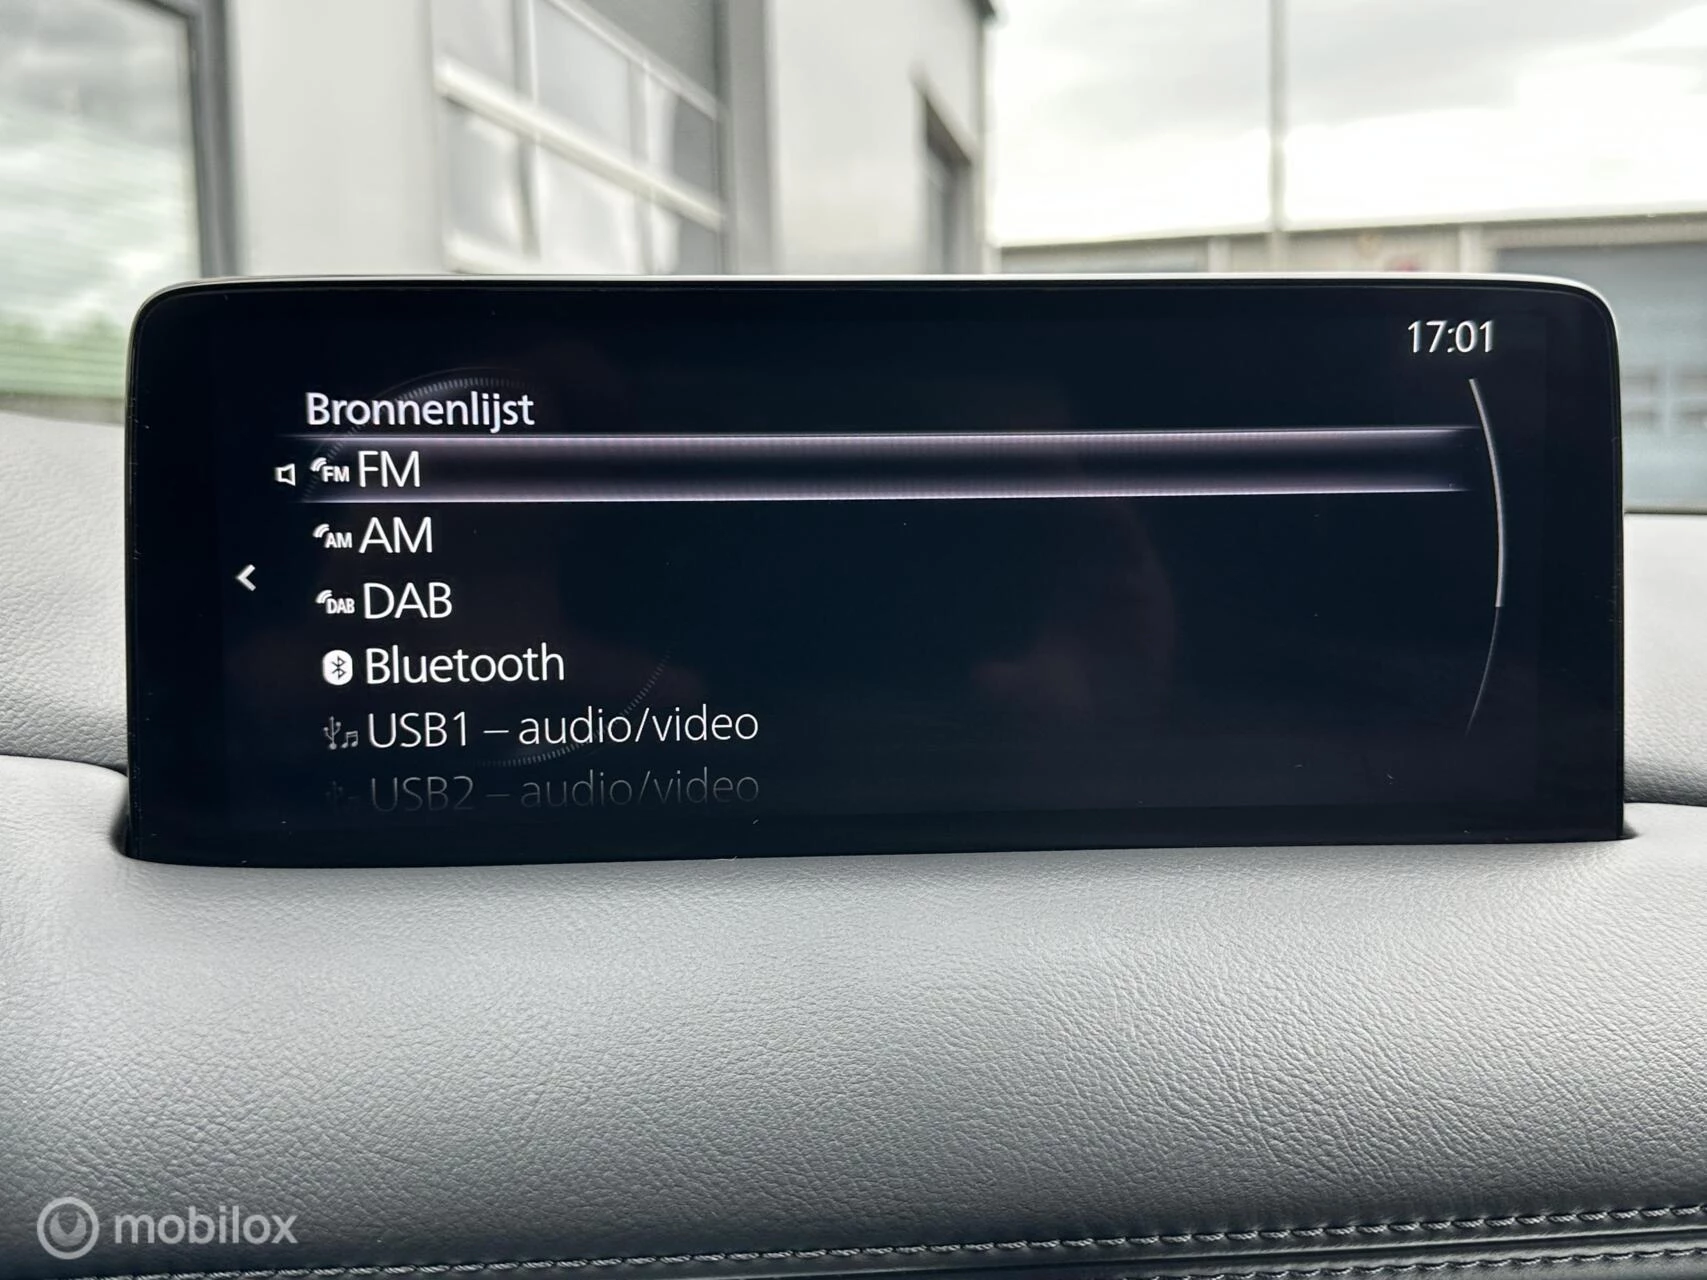 17:01
Bronnenlijst
FM FM
AM AM
DAB DAB
Bluetooth
USB1 – audio/video
USB2 – audio/video
mobilox